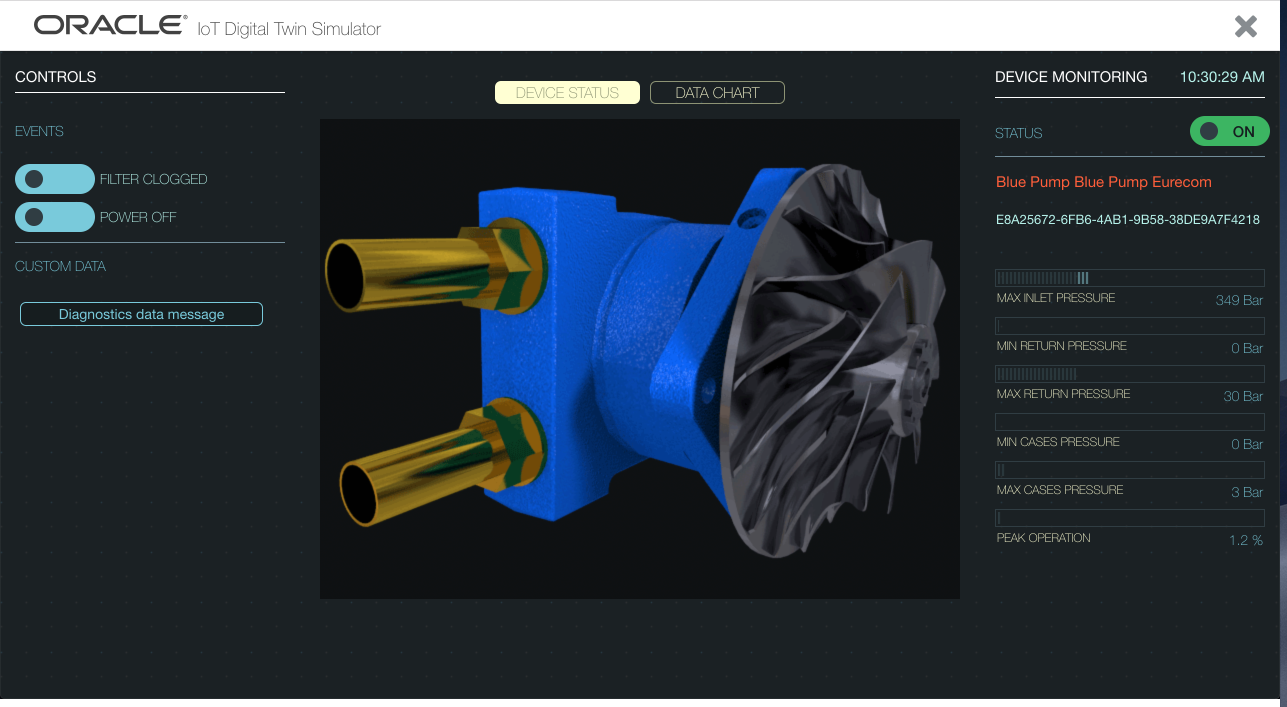 ORACLE® IoT Digital Twin Simulator
CONTROLS
EVENTS
FILTER CLOGGED
POWER OFF
CUSTOM DATA
Diagnostics data message
DEVICE STATUS
DATA CHART
DEVICE MONITORING 10:30:29 AM
STATUS ON
Blue Pump Blue Pump Eurecom
E8A25672-6FB6-4AB1-9B58-38DE9A7F4218
MAX INLET PRESSURE 349 Bar
MIN RETURN PRESSURE 0 Bar
MAX RETURN PRESSURE 30 Bar
MIN CASES PRESSURE 0 Bar
MAX CASES PRESSURE 3 Bar
PEAK OPERATION 1.2 %